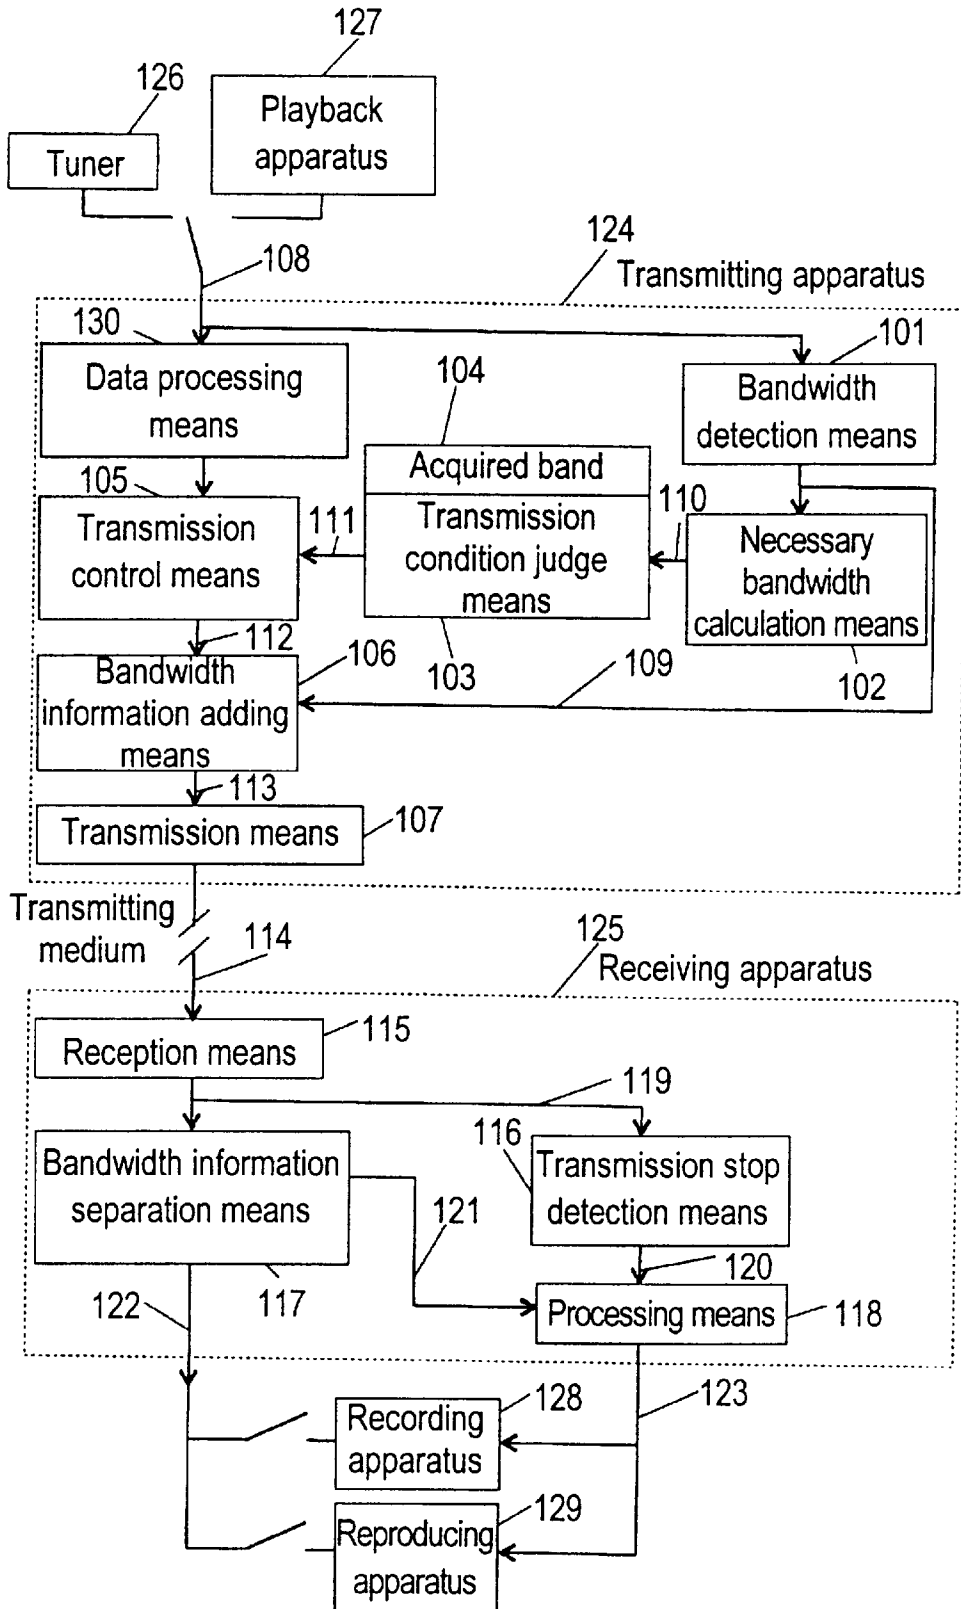 127
126
Playback
apparatus
Tuner
108
124
Transmitting apparatus
130
101
Data processing
means
104
Bandwidth
detection means
Acquired band
105
Transmission
control means
111
Transmission
condition judge
means
110
Necessary
bandwidth
calculation means
112
106
103
109
102
Bandwidth
information adding
means
113
Transmission means
107
Transmitting
medium
114
125
Receiving apparatus
Reception means
115
119
116
Bandwidth information
separation means
Transmission stop
detection means
121
120
122
117
Processing means
118
123
128
Recording
apparatus
129
Reproducing
apparatus